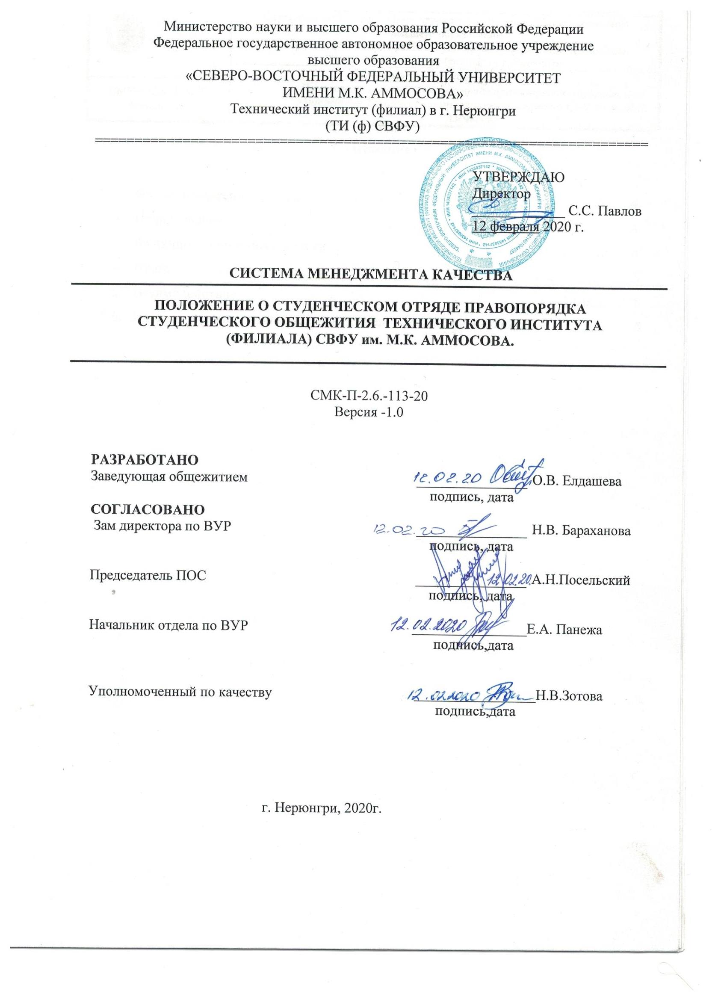 Министерство науки и высшего образования Российской Федерации
Федеральное государственное автономное образовательное учреждение
высшего образования
«СЕВЕРО-ВОСТОЧНЫЙ ФЕДЕРАЛЬНЫЙ УНИВЕРСИТЕТ
ИМЕНИ М.К. АММОСОВА»
Технический институт (филиал) в г. Нерюнгри
(ТИ (ф) СВФУ)
УТВЕРЖДАЮ
Директор
С.С. Павлов
12 февраля 2020 г.
СИСТЕМА МЕНЕДЖМЕНТА КАЧЕСТВА
ПОЛОЖЕНИЕ О СТУДЕНЧЕСКОМ ОТРЯДЕ ПРАВОПОРЯДКА
СТУДЕНЧЕСКОГО ОБЩЕЖИТИЯ ТЕХНИЧЕСКОГО ИНСТИТУТА
(ФИЛИАЛА) СВФУ им. М.К. АММОСОВА.
СМК-П-2.6.-113-20
Версия -1.0
РАЗРАБОТАНО
Заведующая общежитием 12.02.20 О.В. Елдашева
подпись, дата
СОГЛАСОВАНО
Зам директора по ВУР 12.02.20 Н.В. Бараханова
подпись, дата
Председатель ПОС 12.02.20. А.Н.Посельский
подпись, дата
Начальник отдела по ВУР 12.02.2020 Е.А. Панежа
подпись,дата
Уполномоченный по качеству 12.022020 Н.В.Зотова
подпись,дата
г. Нерюнгри, 2020г.